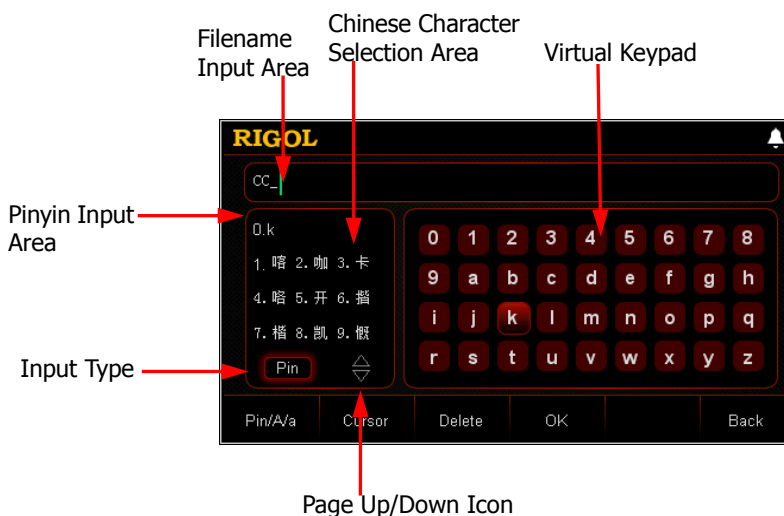 Filename
Input Area
Chinese Character
Selection Area
Virtual Keypad
RIGOL
CC_
Pinyin Input
Area
0.k
1. 喀 2. 咖 3. 卡
4. 咯 5. 开 6. 揩
7. 楷 8. 凯 9. 慨
Input Type
Pin
0 1 2 3 4 5 6 7 8
9 a b c d e f g h
i j k l m n o p q
r s t u v w x y z
Pin/A/a Cursor Delete OK Back
Page Up/Down Icon